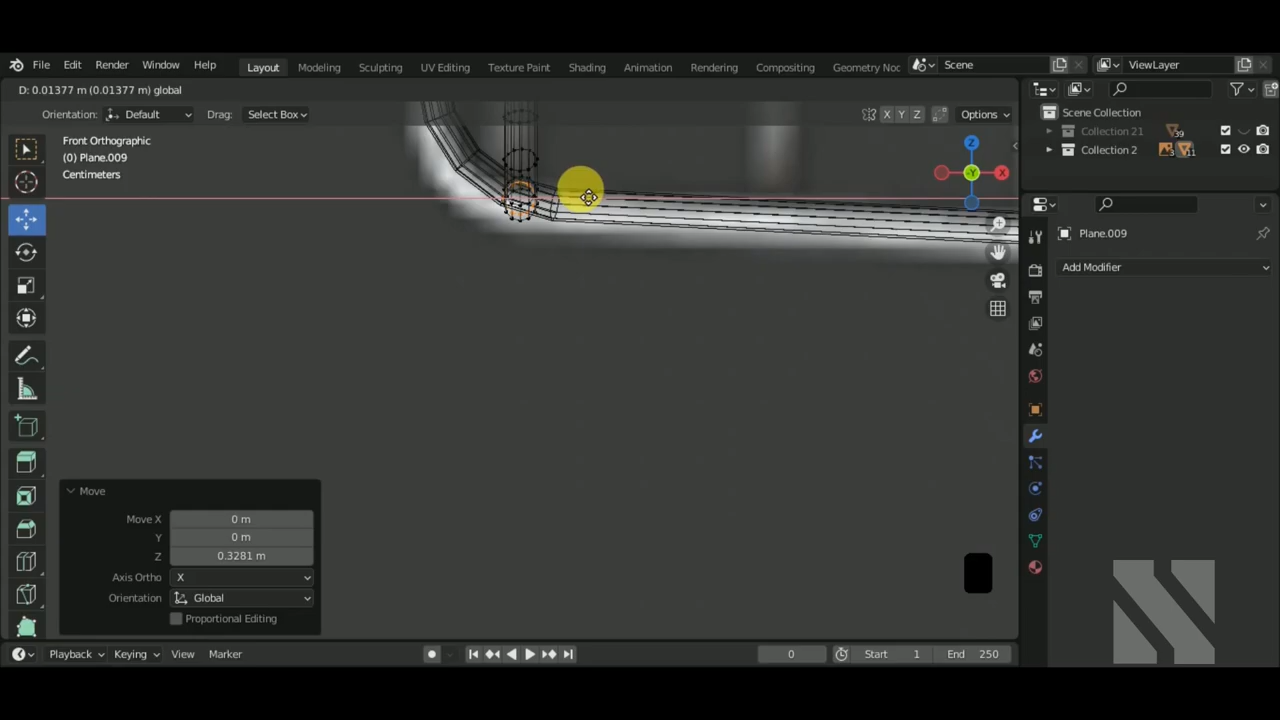 File Edit Render Window Help Layout Modeling Sculpting UV Editing Texture Paint Shading Animation Rendering Compositing Geometry Noc Scene ViewLayer
D: 0.01377 m (0.01377 m) global
Orientation: Default Drag: Select Box X Y Z Options
Front Orthographic
(0) Plane.009
Centimeters
Z
Y
X
Scene Collection
Collection 21 39
Collection 2 3 11
Plane.009
Add Modifier
Move
Move X 0 m
Y 0 m
Z 0.3281 m
Axis Ortho X
Orientation Global
Proportional Editing
Playback Keying View Marker 0 Start 1 End 250